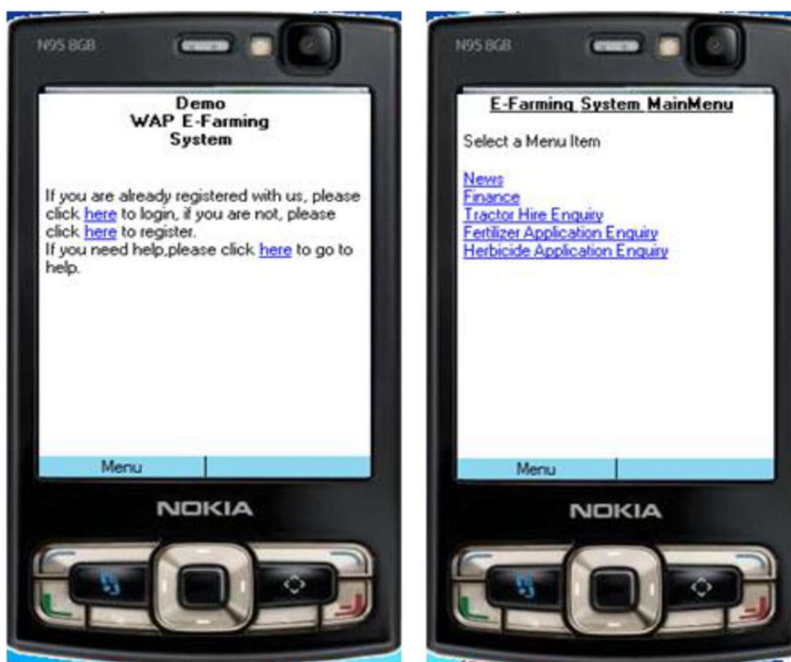 N95 8GB
Demo
WAP E-Farming
System
If you are already registered with us, please
click here to login, if you are not, please
click here to register.
If you need help,please click here to go to
help.
Menu
NOKIA
N95 8GB
E-Farming System MainMenu
Select a Menu Item
News
Finance
Tractor Hire Enquiry
Fertilizer Application Enquiry
Herbicide Application Enquiry
Menu
NOKIA